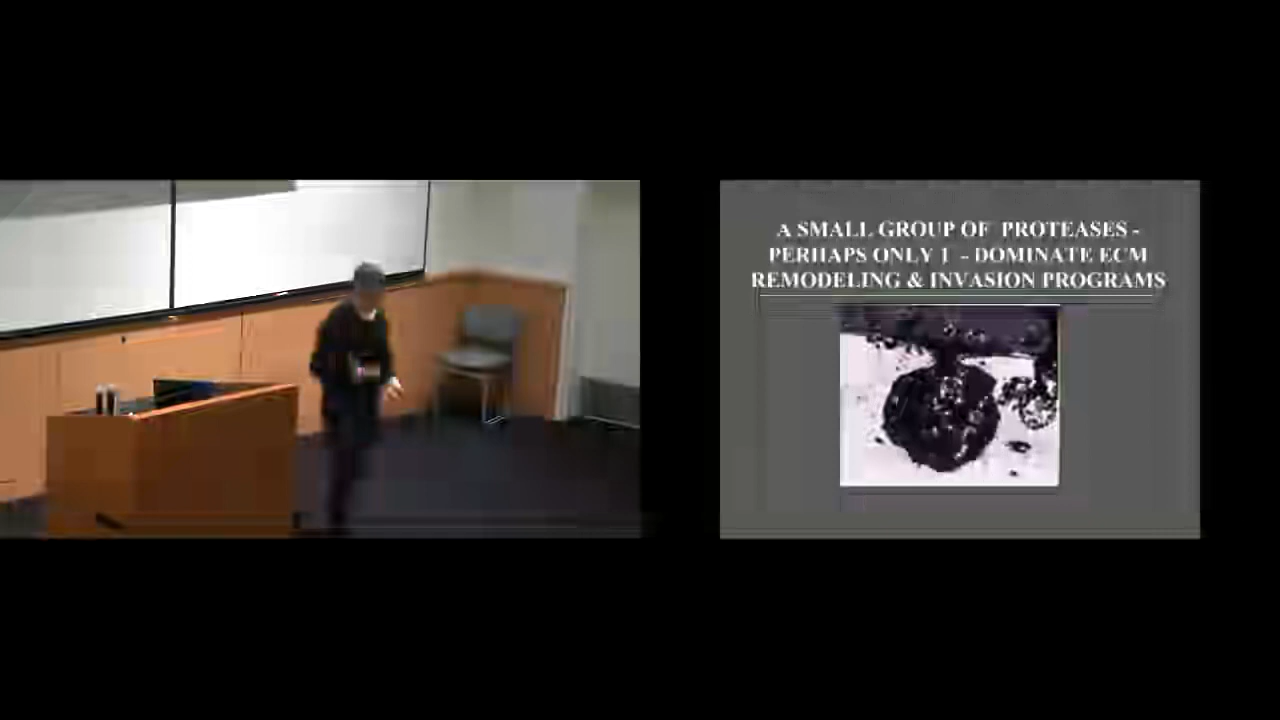 A SMALL GROUP OF PROTEASES -
PERHAPS ONLY 1 - DOMINATE ECM
REMODELING & INVASION PROGRAMS